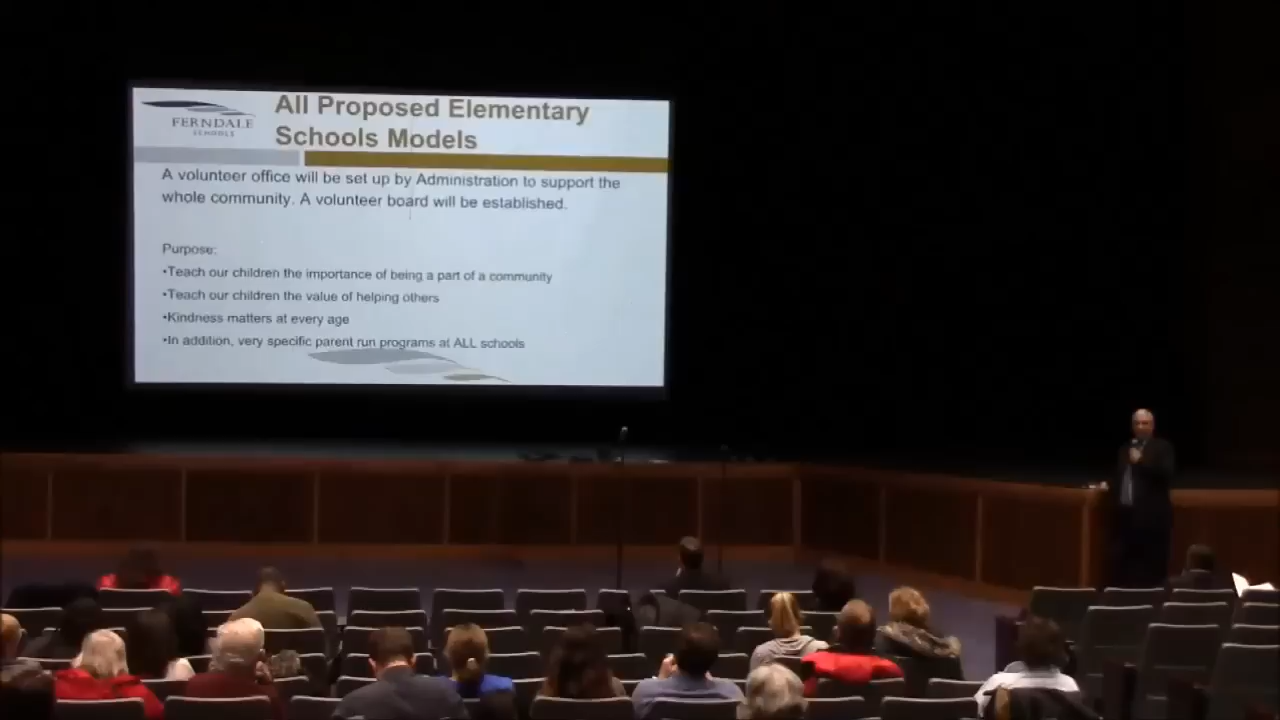 FERNDALE
SCHOOLS
All Proposed Elementary
Schools Models
A volunteer office will be set up by Administration to support the
whole community. A volunteer board will be established.
Purpose:
•Teach our children the importance of being a part of a community
•Teach our children the value of helping others
•Kindness matters at every age
•In addition, very specific parent run programs at ALL schools